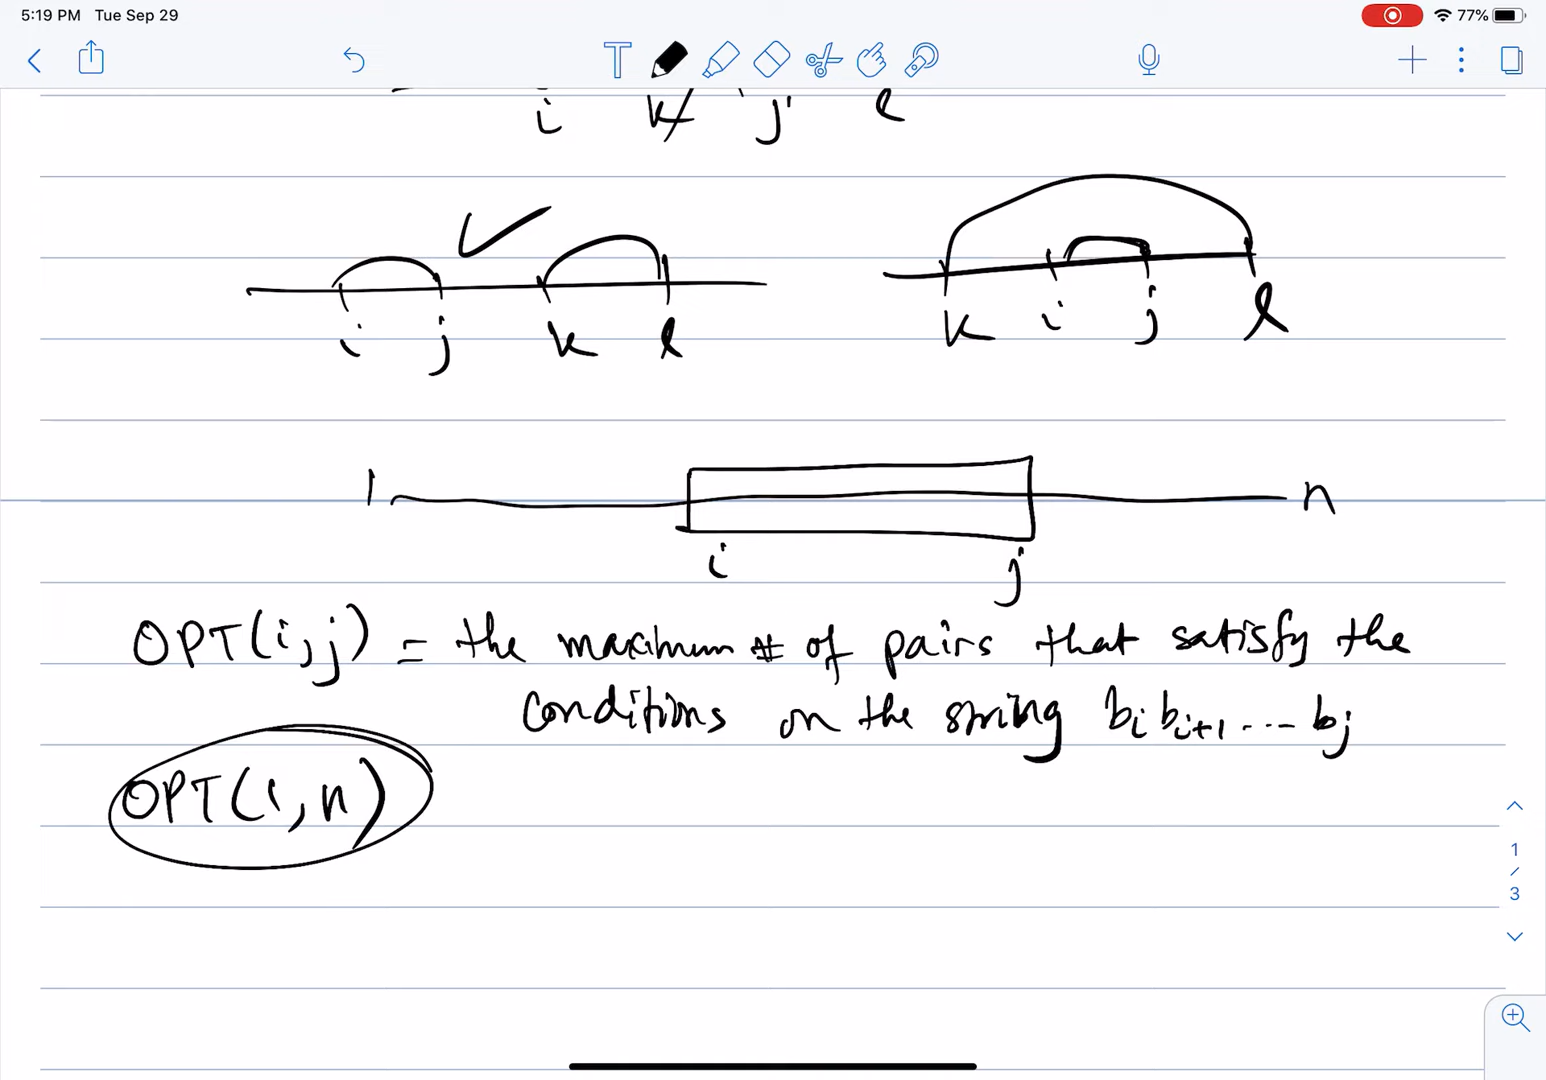 5:19 PM Tue Sep 29
77%
T
i k j l
i j k l
k i j l
1 n
i j
OPT(i,j) = the maximum # of pairs that satisfy the
conditions on the string bᵢ bᵢ₊₁ ... bⱼ
OPT(1,n)
1
/
3